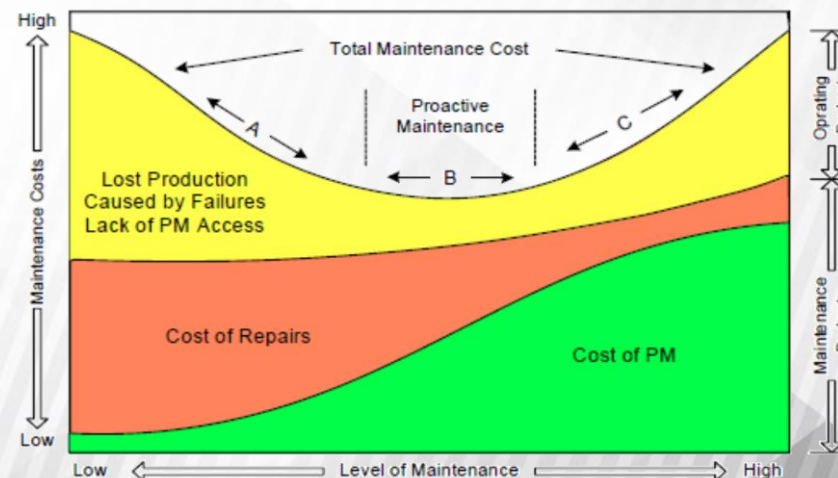 High
Total Maintenance Cost
Proactive
Maintenance
A
B
C
Lost Production
Caused by Failures
Lack of PM Access
Cost of Repairs
Cost of PM
Maintenance Costs
Low
Low
Level of Maintenance
High
Oprating
Maintenance